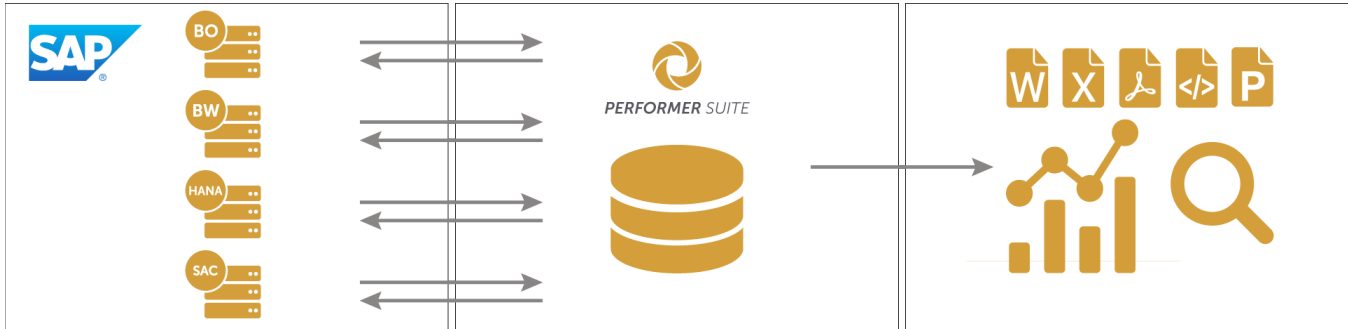 SAP
®
BO
BW
HANA
SAC
PERFORMER SUITE
W
X
</>
P